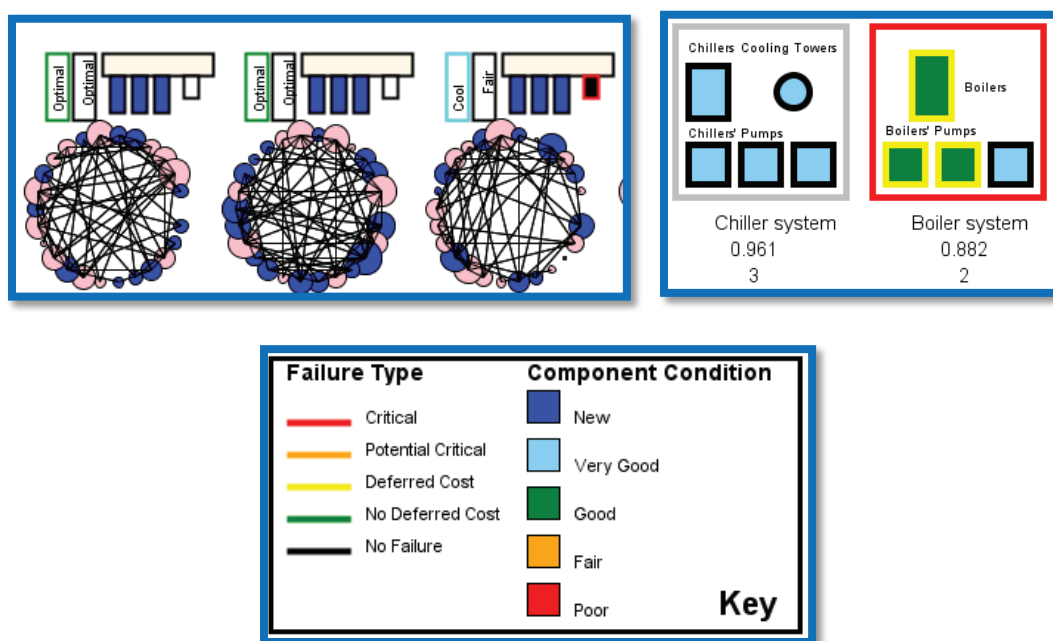 Optimal
Optimal
Optimal
Optimal
Cool
Fair
Chillers Cooling Towers
Chillers' Pumps
Chiller system
0.961
3
Boilers
Boilers' Pumps
Boiler system
0.882
2
Failure Type
Critical
Potential Critical
Deferred Cost
No Deferred Cost
No Failure
Component Condition
New
Very Good
Good
Fair
Poor
Key